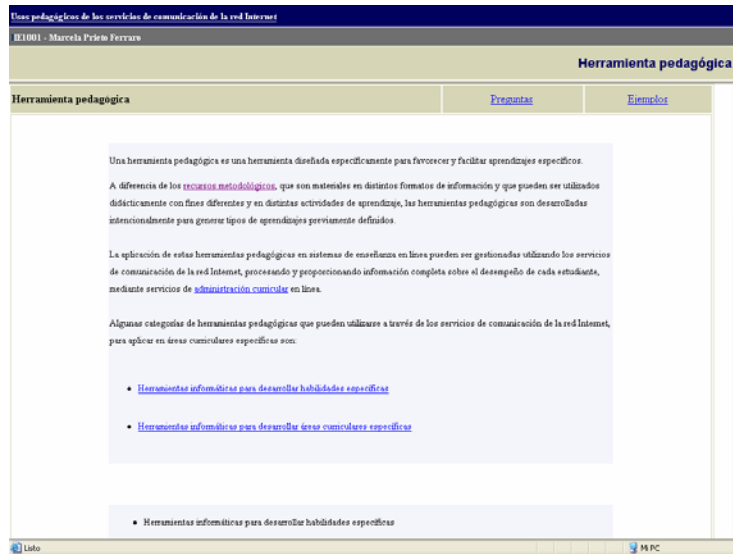 Usos pedagógicos de los servicios de comunicación de la red Internet
IE1001 - Marcela Prieto Ferraro
Herramienta pedagógica
Herramienta pedagógica Preguntas Ejemplos
Una herramienta pedagógica es una herramienta diseñada específicamente para favorecer y facilitar aprendizajes específicos.
A diferencia de los recursos metodológicos, que son materiales en distintos formatos de información y que pueden ser utilizados
didácticamente con fines diferentes y en distintas actividades de aprendizaje, las herramientas pedagógicas son desarrolladas
intencionalmente para generar tipos de aprendizajes previamente definidos.
La aplicación de estas herramientas pedagógicas en sistemas de enseñanza en línea pueden ser gestionadas utilizando los servicios
de comunicación de la red Internet, procesando y proporcionando información completa sobre el desempeño de cada estudiante,
mediante servicios de administración curricular en línea.
Algunas categorías de herramientas pedagógicas que pueden utilizarse a través de los servicios de comunicación de la red Internet,
para aplicar en áreas curriculares específicas son:
• Herramientas informáticas para desarrollar habilidades específicas
• Herramientas informáticas para desarrollar áreas curriculares específicas
• Herramientas informáticas para desarrollar habilidades específicas
Listo Mi PC